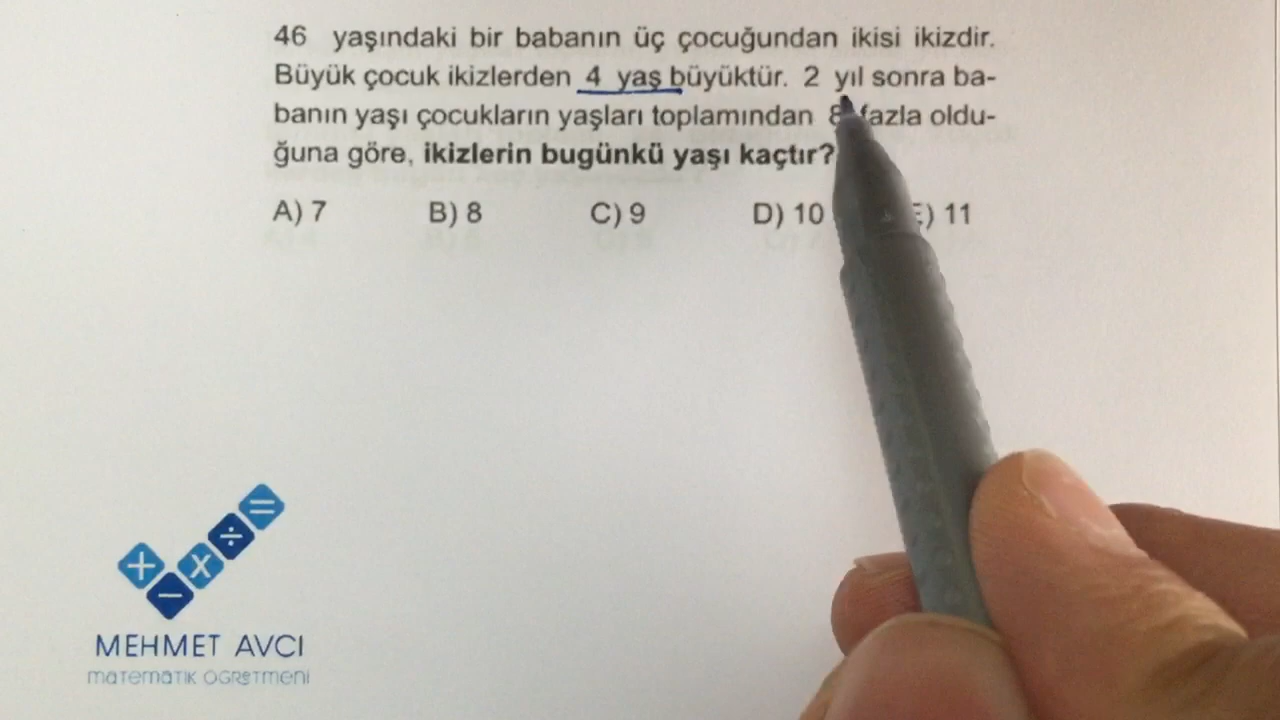 46 yaşındaki bir babanın üç çocuğundan ikisi ikizdir.
Büyük çocuk ikizlerden 4 yaş büyüktür. 2 yıl sonra ba-
banın yaşı çocukların yaşları toplamından 8 fazla oldu-
ğuna göre, ikizlerin bugünkü yaşı kaçtır?
A) 7 B) 8 C) 9 D) 10 E) 11
+ − x ÷ =
MEHMET AVCI
matematik öğretmeni